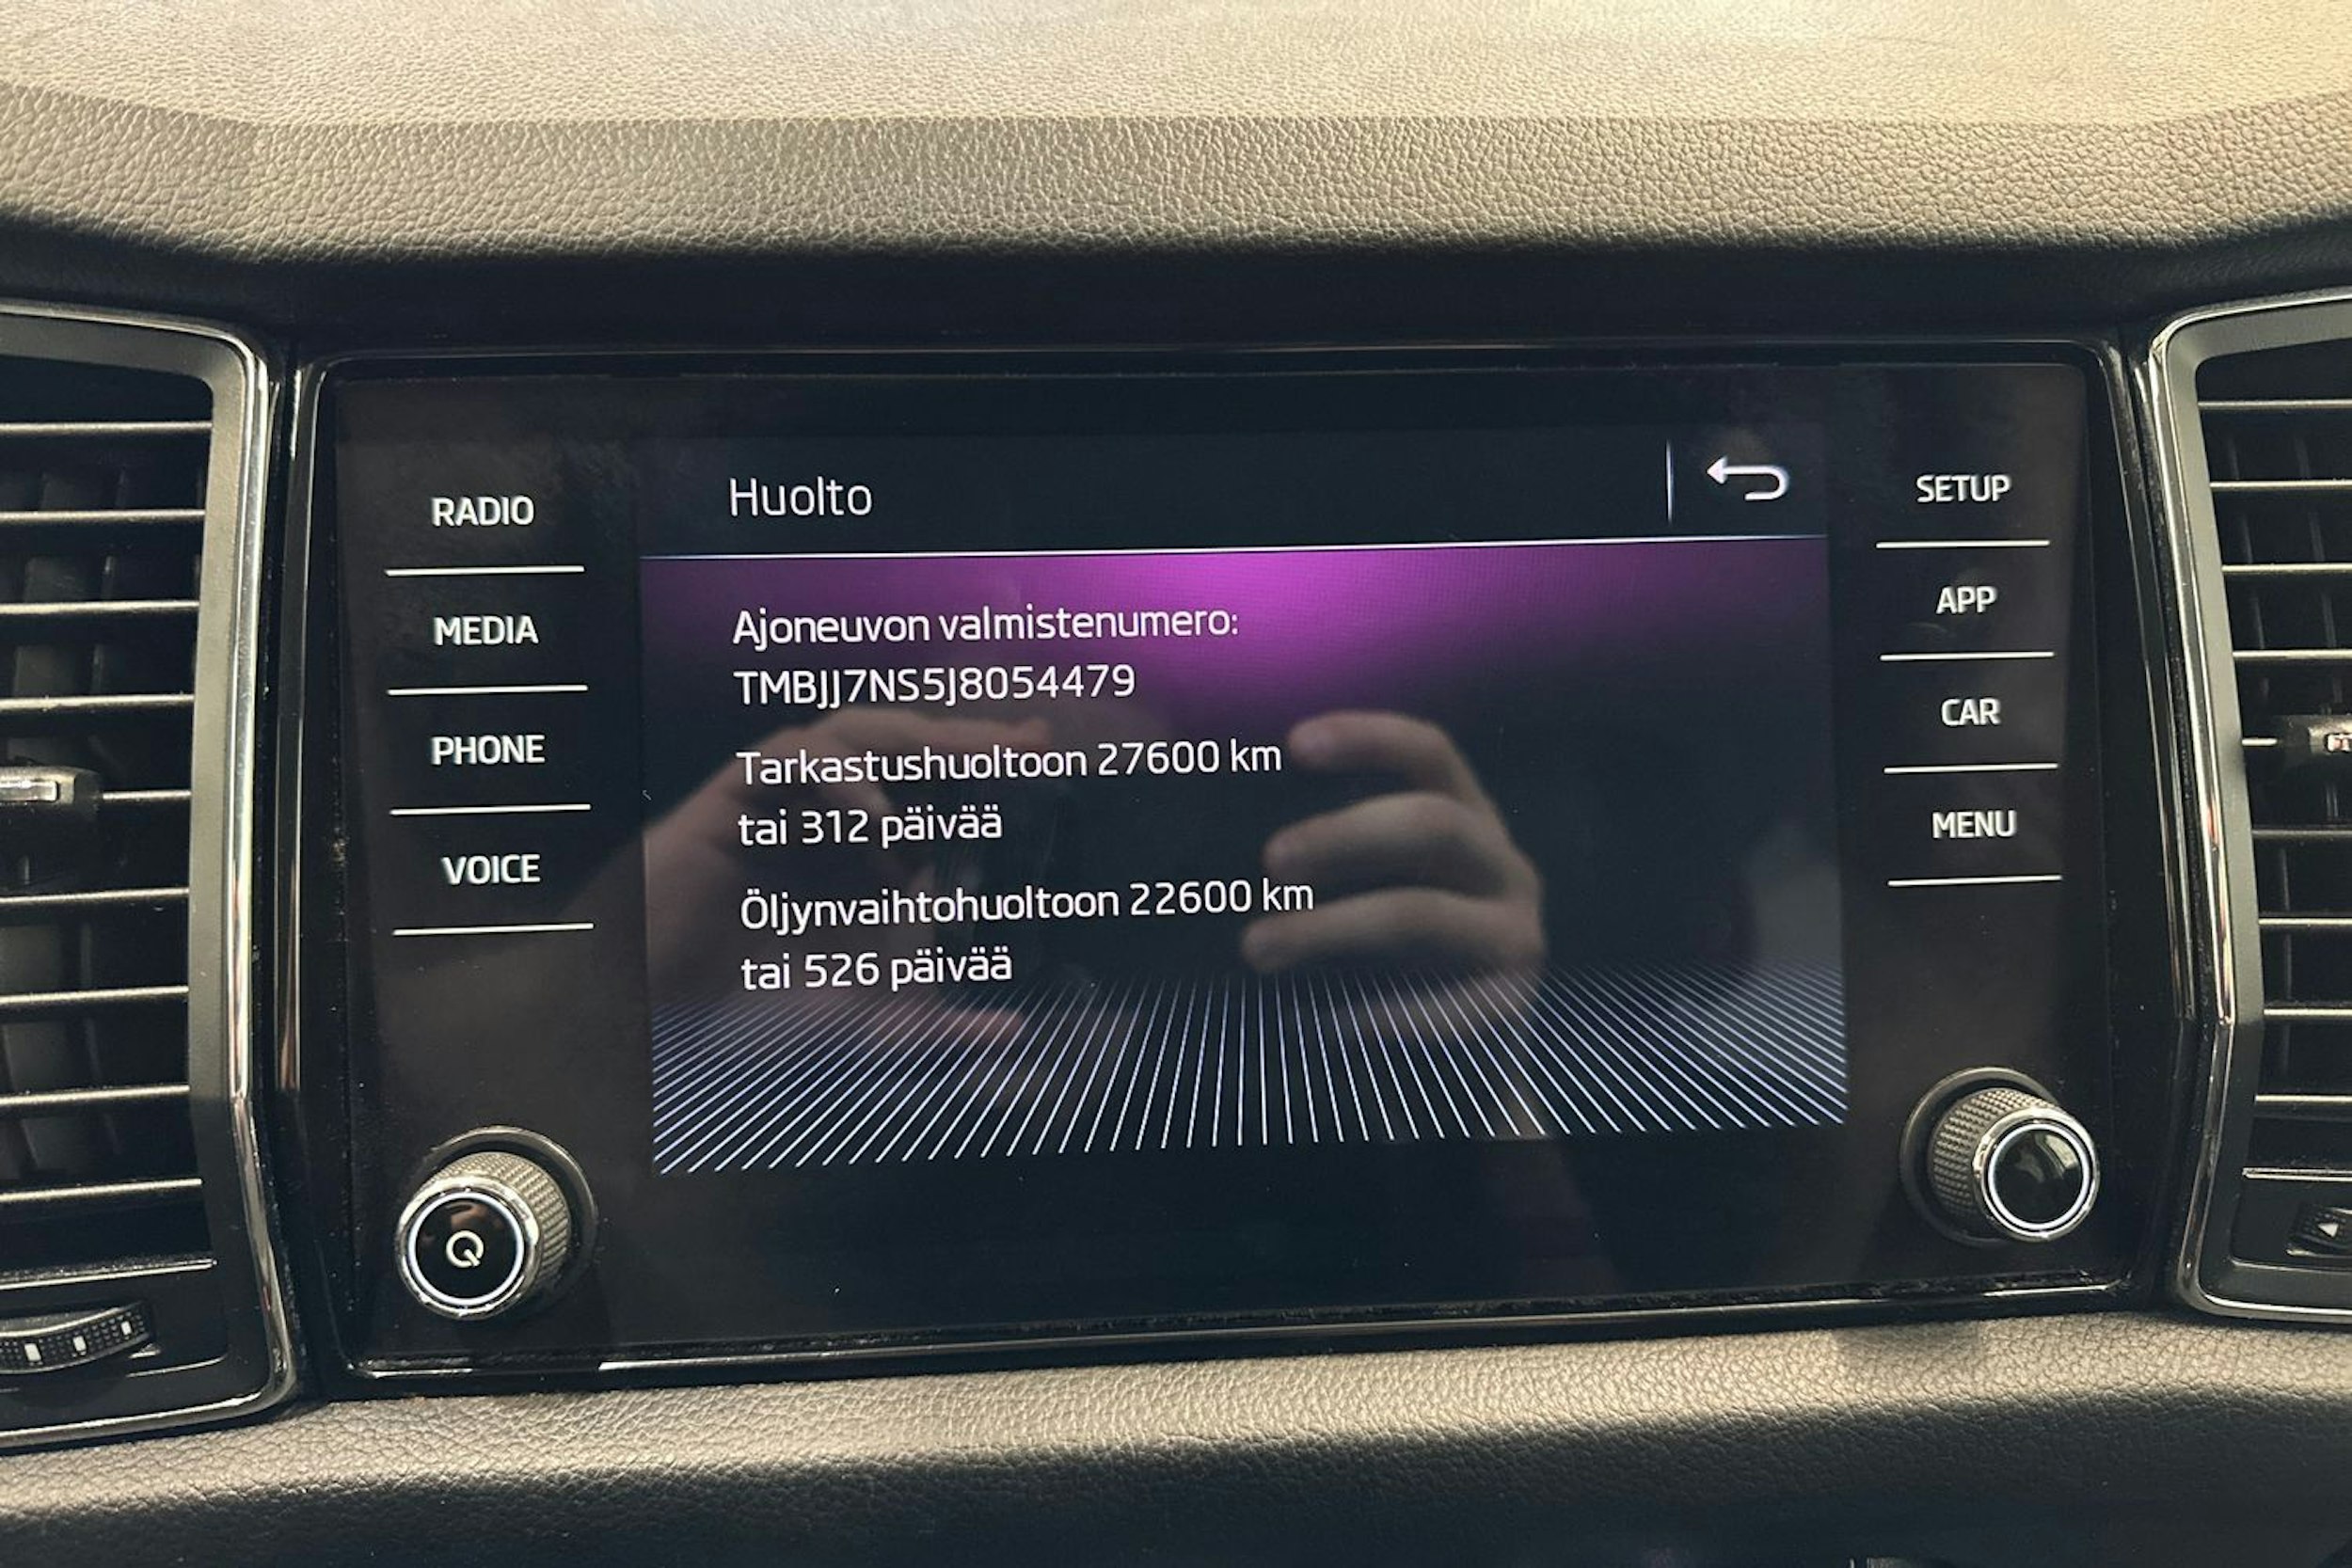 RADIO
MEDIA
PHONE
VOICE
Huolto
Ajoneuvon valmistenumero:
TMBJJ7NS5J8054479
Tarkastushuoltoon 27600 km
tai 312 päivää
Öljynvaihtohuoltoon 22600 km
tai 526 päivää
SETUP
APP
CAR
MENU